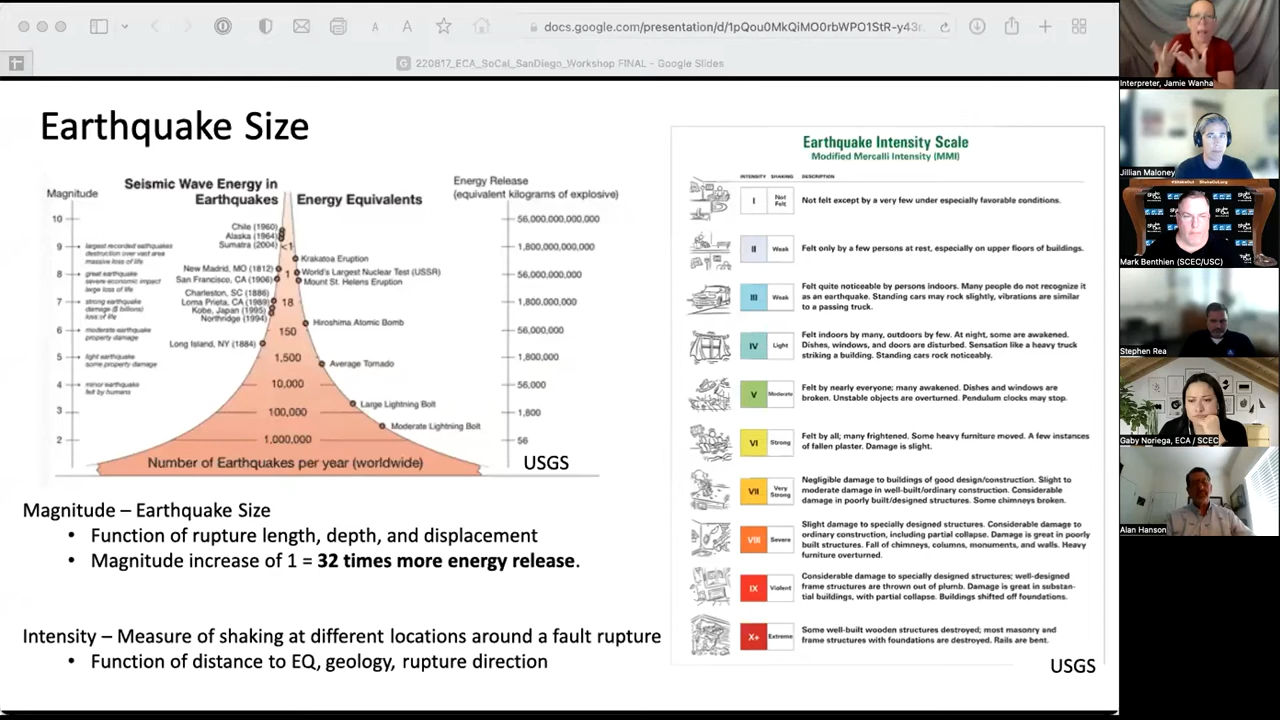 docs.google.com/presentation/d/1pQou0MkQiMO0rbWPO1StR-y43r.
220817_ECA_SoCal_SanDiego_Workshop FINAL - Google Slides
Earthquake Size
Magnitude
Seismic Wave Energy in
Earthquakes
Energy Equivalents
Energy Release
(equivalent kilograms of explosive)
10
9
8
7
6
5
4
3
2
largest recorded earthquakes
destruction over vast area
massive loss of life
great earthquake
severe economic impact
large loss of life
strong earthquake
damage ($ billions)
loss of life
moderate earthquake
property damage
light earthquake
some property damage
minor earthquake
felt by humans
Chile (1960)
Alaska (1964)
Sumatra (2004)
New Madrid, MO (1812)
San Francisco, CA (1906)
Charleston, SC (1886)
Loma Prieta, CA (1989)
Kobe, Japan (1995)
Northridge (1994)
Long Island, NY (1884)
<1
1
18
150
1,500
10,000
100,000
1,000,000
Number of Earthquakes per year (worldwide)
Krakatoa Eruption
World's Largest Nuclear Test (USSR)
Mount St. Helens Eruption
Hiroshima Atomic Bomb
Average Tornado
Large Lightning Bolt
Moderate Lightning Bolt
56,000,000,000,000
1,800,000,000,000
56,000,000,000
1,800,000,000
56,000,000
1,800,000
56,000
1,800
56
USGS
Magnitude – Earthquake Size
• Function of rupture length, depth, and displacement
• Magnitude increase of 1 = 32 times more energy release.
Intensity – Measure of shaking at different locations around a fault rupture
• Function of distance to EQ, geology, rupture direction
Earthquake Intensity Scale
Modified Mercalli Intensity (MMI)
INTENSITY SHAKING DESCRIPTION
I Not Felt Not felt except by a very few under especially favorable conditions.
II Weak Felt only by a few persons at rest, especially on upper floors of buildings.
III Weak Felt quite noticeable by persons indoors. Many people do not recognize it
as an earthquake. Standing cars may rock slightly, vibrations are similar
to a passing truck.
IV Light Felt indoors by many, outdoors by few. At night, some are awakened.
Dishes, windows, and doors are disturbed. Sensation like a heavy truck
striking a building. Standing cars rock noticeably.
V Moderate Felt by nearly everyone; many awakened. Dishes and windows are
broken. Unstable objects are overturned. Pendulum clocks may stop.
VI Strong Felt by all; many frightened. Some heavy furniture moved. A few instances
of fallen plaster. Damage is slight.
VII Very Strong Negligible damage to buildings of good design/construction. Slight to
moderate damage in well-built/ordinary construction. Considerable
damage in poorly built/designed structures. Some chimneys broken.
VIII Severe Slight damage to specially designed structures. Considerable damage to
ordinary construction, including partial collapse. Damage is great in poorly
built structures. Fall of chimneys, columns, monuments, and walls. Heavy
furniture overturned.
IX Violent Considerable damage to specially designed structures; well-designed
frame structures are thrown out of plumb. Damage is great in substan-
tial buildings, with partial collapse. Buildings shifted off foundations.
X+ Extreme Some well-built wooden structures destroyed; most masonry and
frame structures with foundations are destroyed. Rails are bent.
USGS
Interpreter, Jamie Wanha
Jillian Maloney
Mark Benthien (SCEC/USC)
Stephen Rea
Gaby Noriega, ECA / SCEC
Alan Hanson